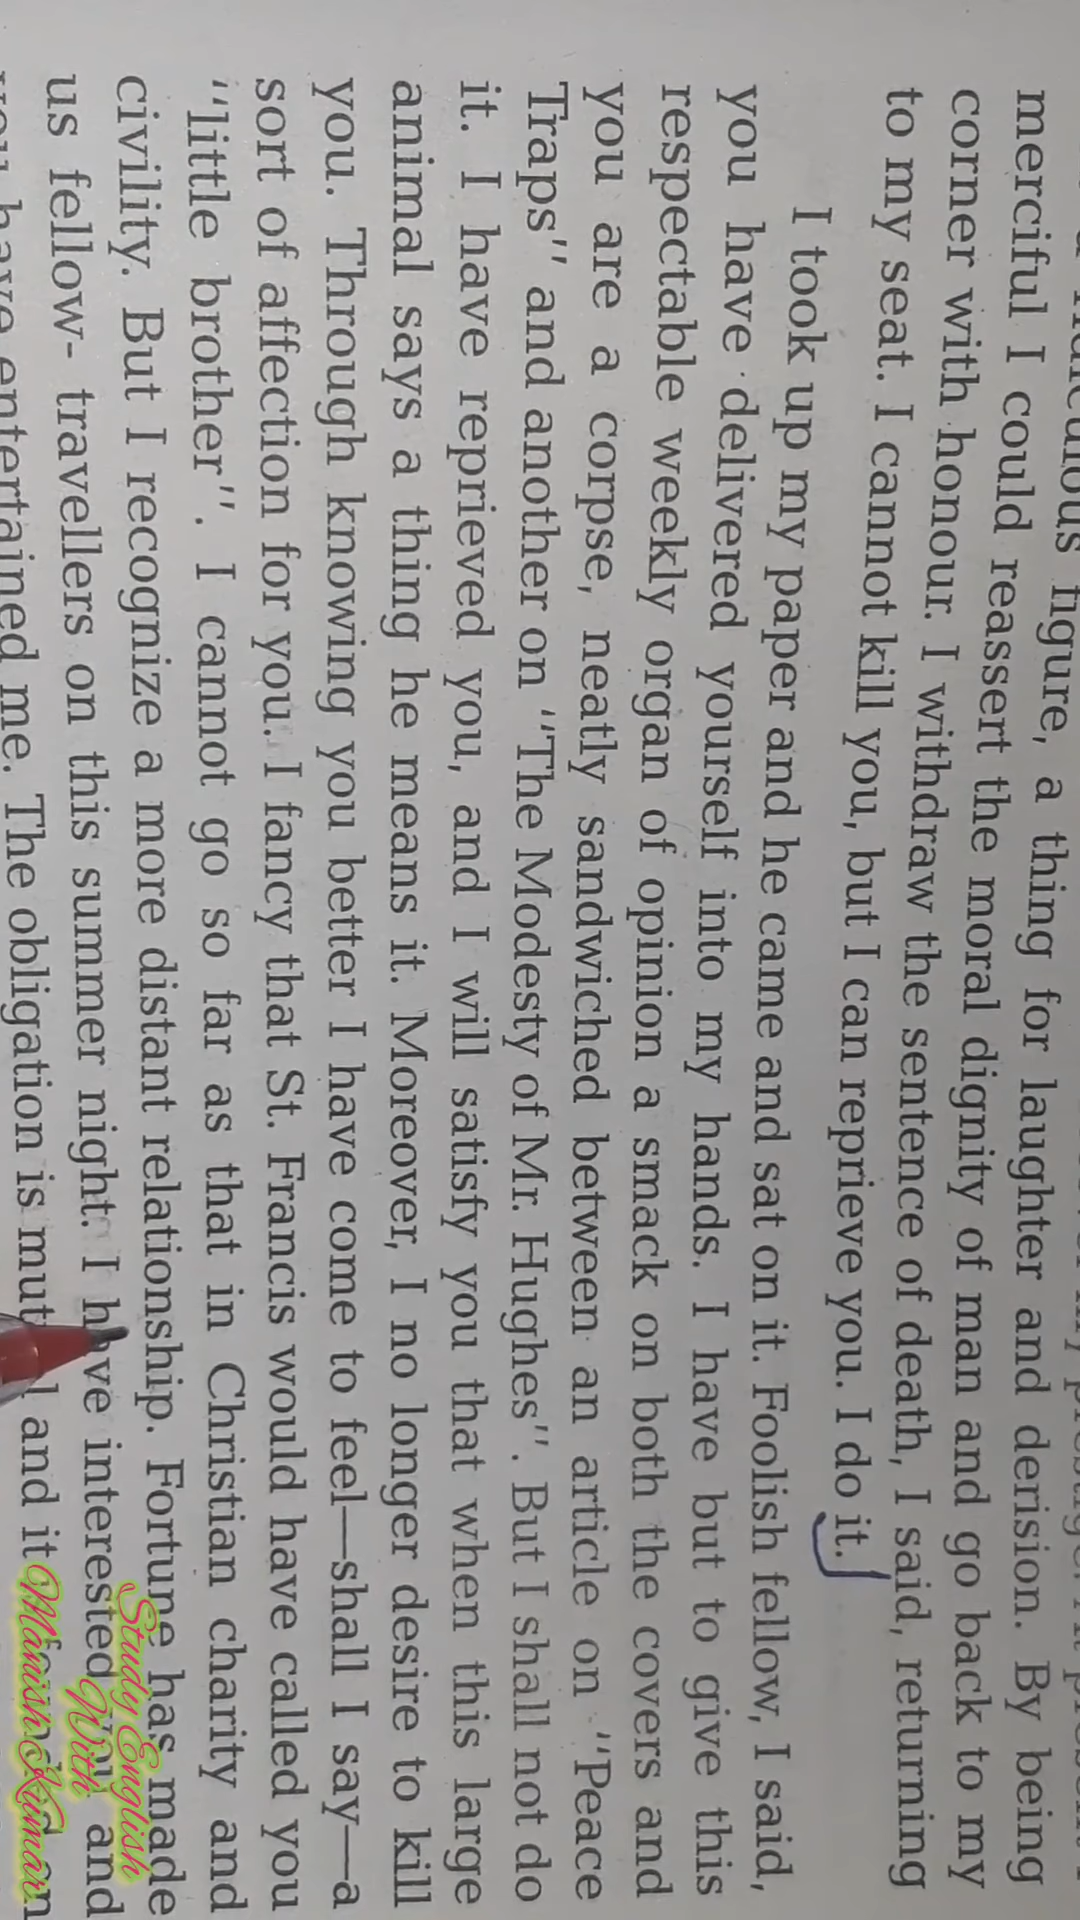 figure, a thing for laughter and derision. By being
merciful I could reassert the moral dignity of man and go back to my
corner with honour. I withdraw the sentence of death, I said, returning
to my seat. I cannot kill you, but I can reprieve you. I do it.
I took up my paper and he came and sat on it. Foolish fellow, I said,
you have delivered yourself into my hands. I have but to give this
respectable weekly organ of opinion a smack on both the covers and
you are a corpse, neatly sandwiched between an article on "Peace
Traps" and another on "The Modesty of Mr. Hughes". But I shall not do
it. I have reprieved you, and I will satisfy you that when this large
animal says a thing he means it. Moreover, I no longer desire to kill
you. Through knowing you better I have come to feel—shall I say—a
sort of affection for you. I fancy that St. Francis would have called you
"little brother". I cannot go so far as that in Christian charity and
civility. But I recognize a more distant relationship. Fortune has made
us fellow- travellers on this summer night. I have interested you and
entertained me. The obligation is and it
Study English
With
Manish Kumar